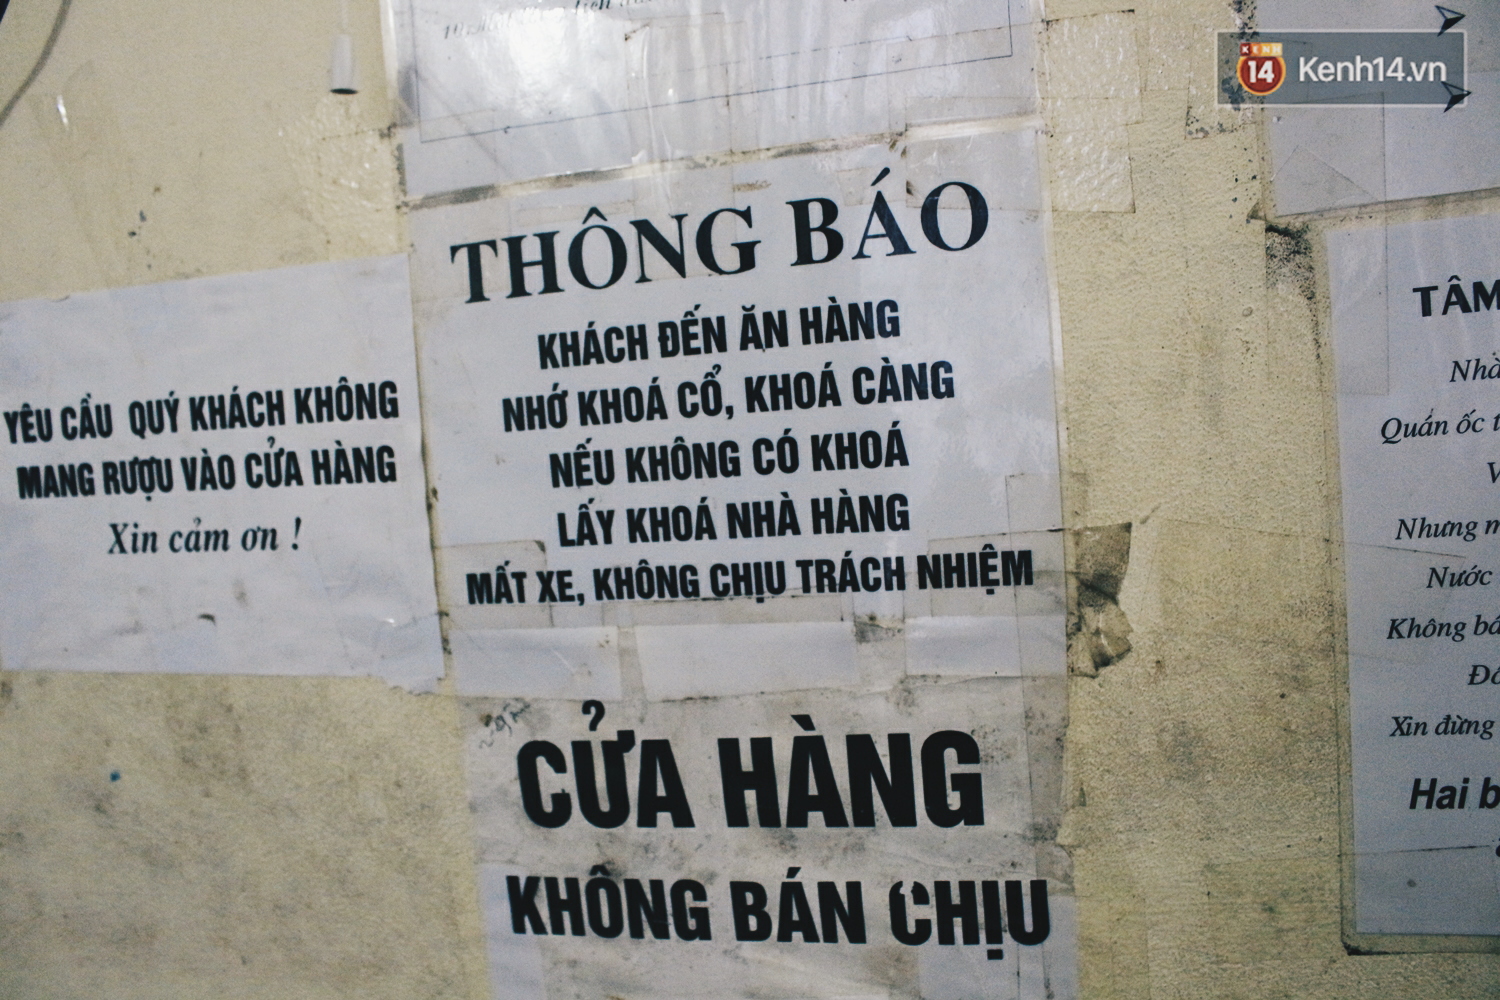 KENH
14 Kenh14.vn
YÊU CẦU QUÝ KHÁCH KHÔNG
MANG RƯỢU VÀO CỬA HÀNG
Xin cảm ơn !
THÔNG BÁO
KHÁCH ĐẾN ĂN HÀNG
NHỚ KHOÁ CỔ, KHOÁ CÀNG
NẾU KHÔNG CÓ KHOÁ
LẤY KHOÁ NHÀ HÀNG
MẤT XE, KHÔNG CHỊU TRÁCH NHIỆM
CỬA HÀNG
KHÔNG BÁN CHỊU
TÂM
Nhà
Quán ốc
Nhưng
Nước
Không bá
Xin đừng
Hai b